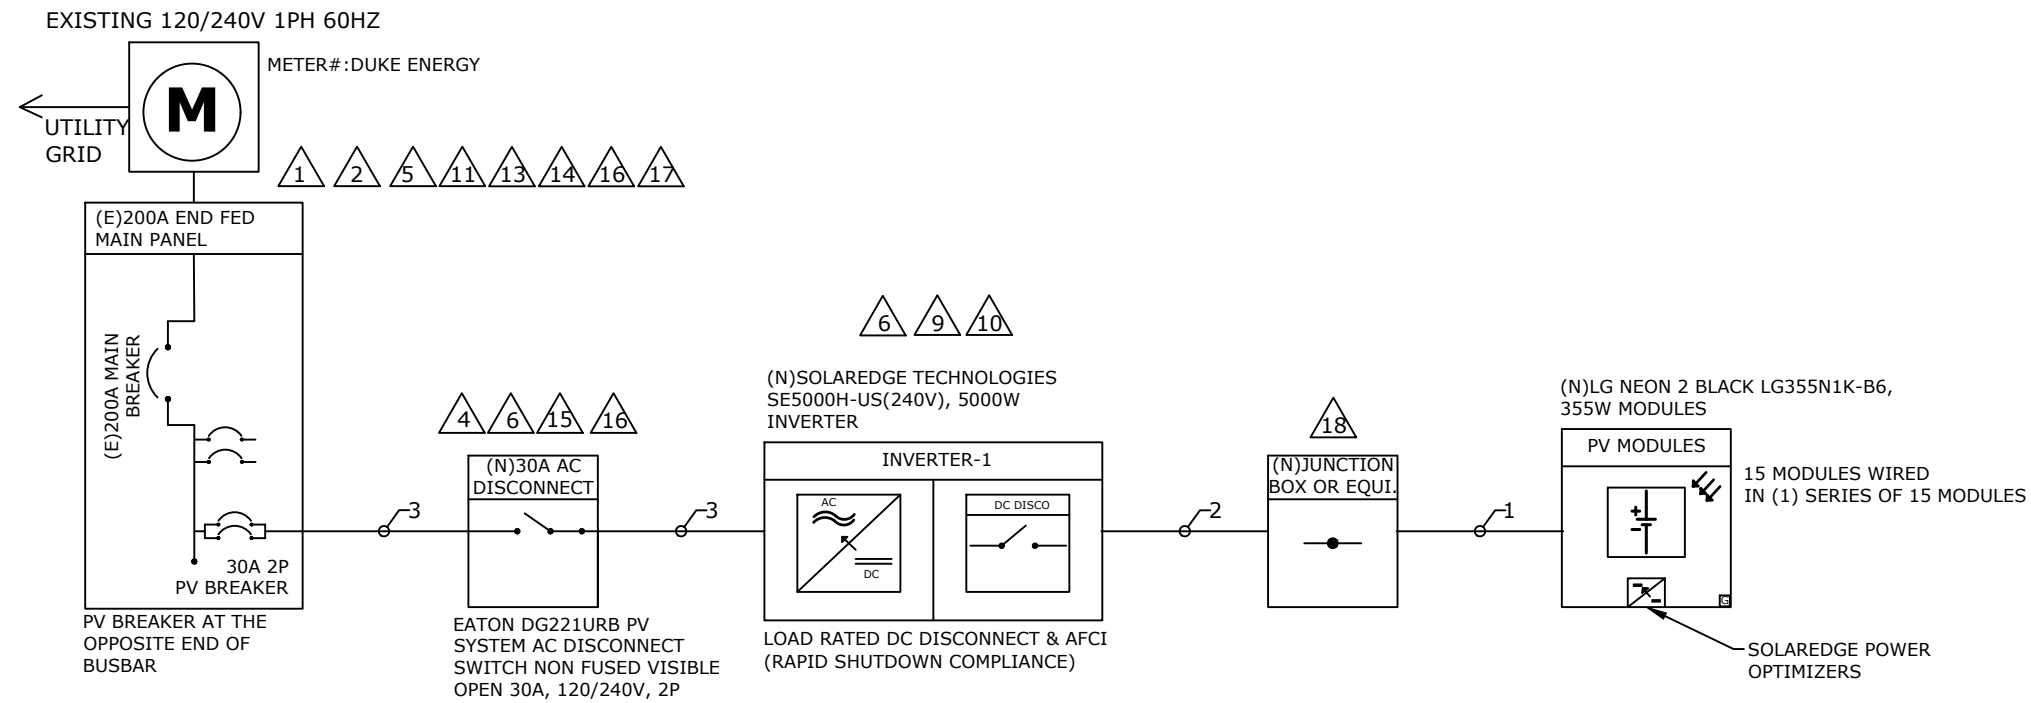 EXISTING 120/240V 1PH 60HZ
METER#:DUKE ENERGY
M
UTILITY
GRID
1 2 5 11 13 14 16 17
(E)200A END FED
MAIN PANEL
(E)200A MAIN
BREAKER
30A 2P
PV BREAKER
PV BREAKER AT THE
OPPOSITE END OF
BUSBAR
3
4 6 15 16
(N)30A AC
DISCONNECT
EATON DG221URB PV
SYSTEM AC DISCONNECT
SWITCH NON FUSED VISIBLE
OPEN 30A, 120/240V, 2P
3
6 9 10
(N)SOLAREDGE TECHNOLOGIES
SE5000H-US(240V), 5000W
INVERTER
INVERTER-1
AC
DC
DC DISCO
LOAD RATED DC DISCONNECT & AFCI
(RAPID SHUTDOWN COMPLIANCE)
2
18
(N)JUNCTION
BOX OR EQUI.
1
(N)LG NEON 2 BLACK LG355N1K-B6,
355W MODULES
PV MODULES
15 MODULES WIRED
IN (1) SERIES OF 15 MODULES
G
SOLAREDGE POWER
OPTIMIZERS